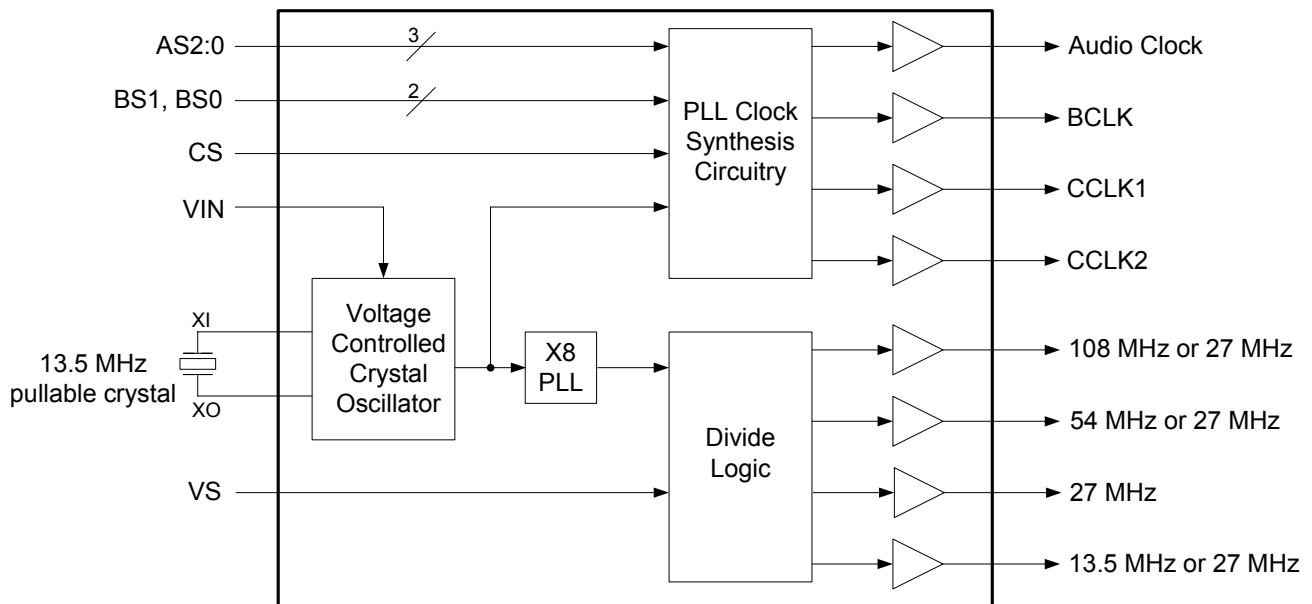 AS2:0
3
Audio Clock
BS1, BS0
2
PLL Clock
Synthesis
Circuitry
BCLK
CS
CCLK1
VIN
CCLK2
XI
13.5 MHz
pullable crystal
XO
Voltage
Controlled
Crystal
Oscillator
X8
PLL
108 MHz or 27 MHz
54 MHz or 27 MHz
Divide
Logic
VS
27 MHz
13.5 MHz or 27 MHz